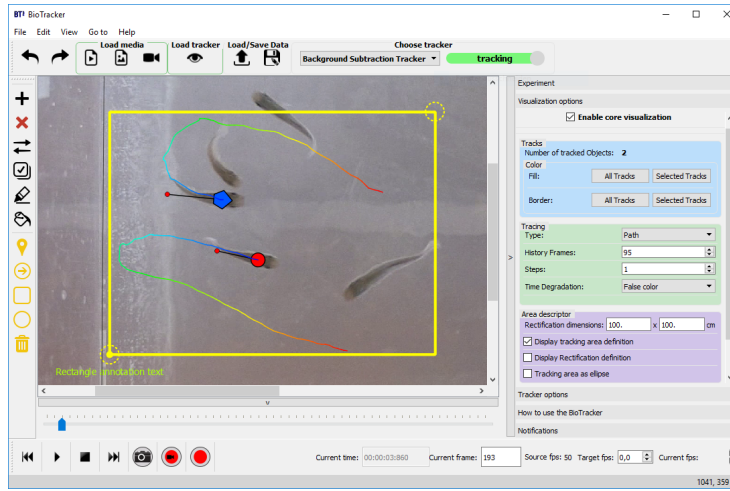 BT³ BioTracker
File Edit View Go to Help
Load media Load tracker Load/Save Data Choose tracker
Background Subtraction Tracker tracking
Experiment
Visualization options
Enable core visualization
Tracks
Number of tracked Objects: 2
Color
Fill: All Tracks Selected Tracks
Border: All Tracks Selected Tracks
Tracing
Type: Path
History Frames: 95
Steps: 1
Time Degradation: False color
Area descriptor
Rectification dimensions: 100. x 100. cm
Display tracking area definition
Display Rectification definition
Tracking area as ellipse
Rectangle annotation text
Tracker options
How to use the BioTracker
Notifications
Current time: 00:00:03:860 Current frame: 193 Source fps: 50 Target fps: 0,0 Current fps:
1041, 359